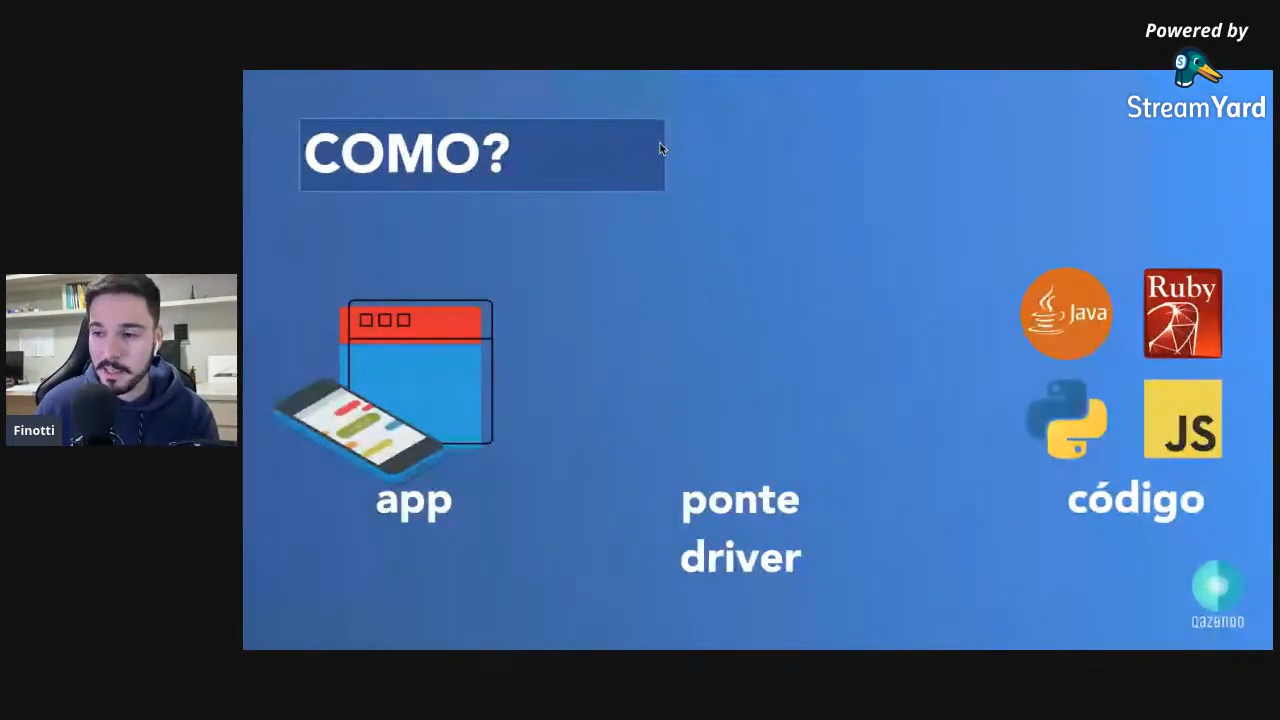 Powered by
StreamYard
COMO?
Java
Ruby
JS
Finotti
app
ponte
driver
código
qazando